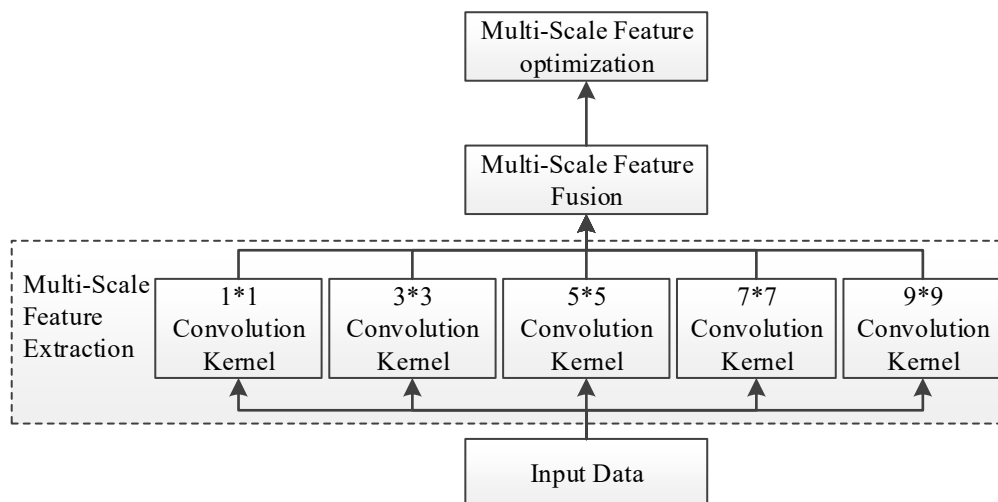 Multi-Scale Feature
optimization
Multi-Scale Feature
Fusion
Multi-Scale
Feature
Extraction
1*1
Convolution
Kernel
3*3
Convolution
Kernel
5*5
Convolution
Kernel
7*7
Convolution
Kernel
9*9
Convolution
Kernel
Input Data